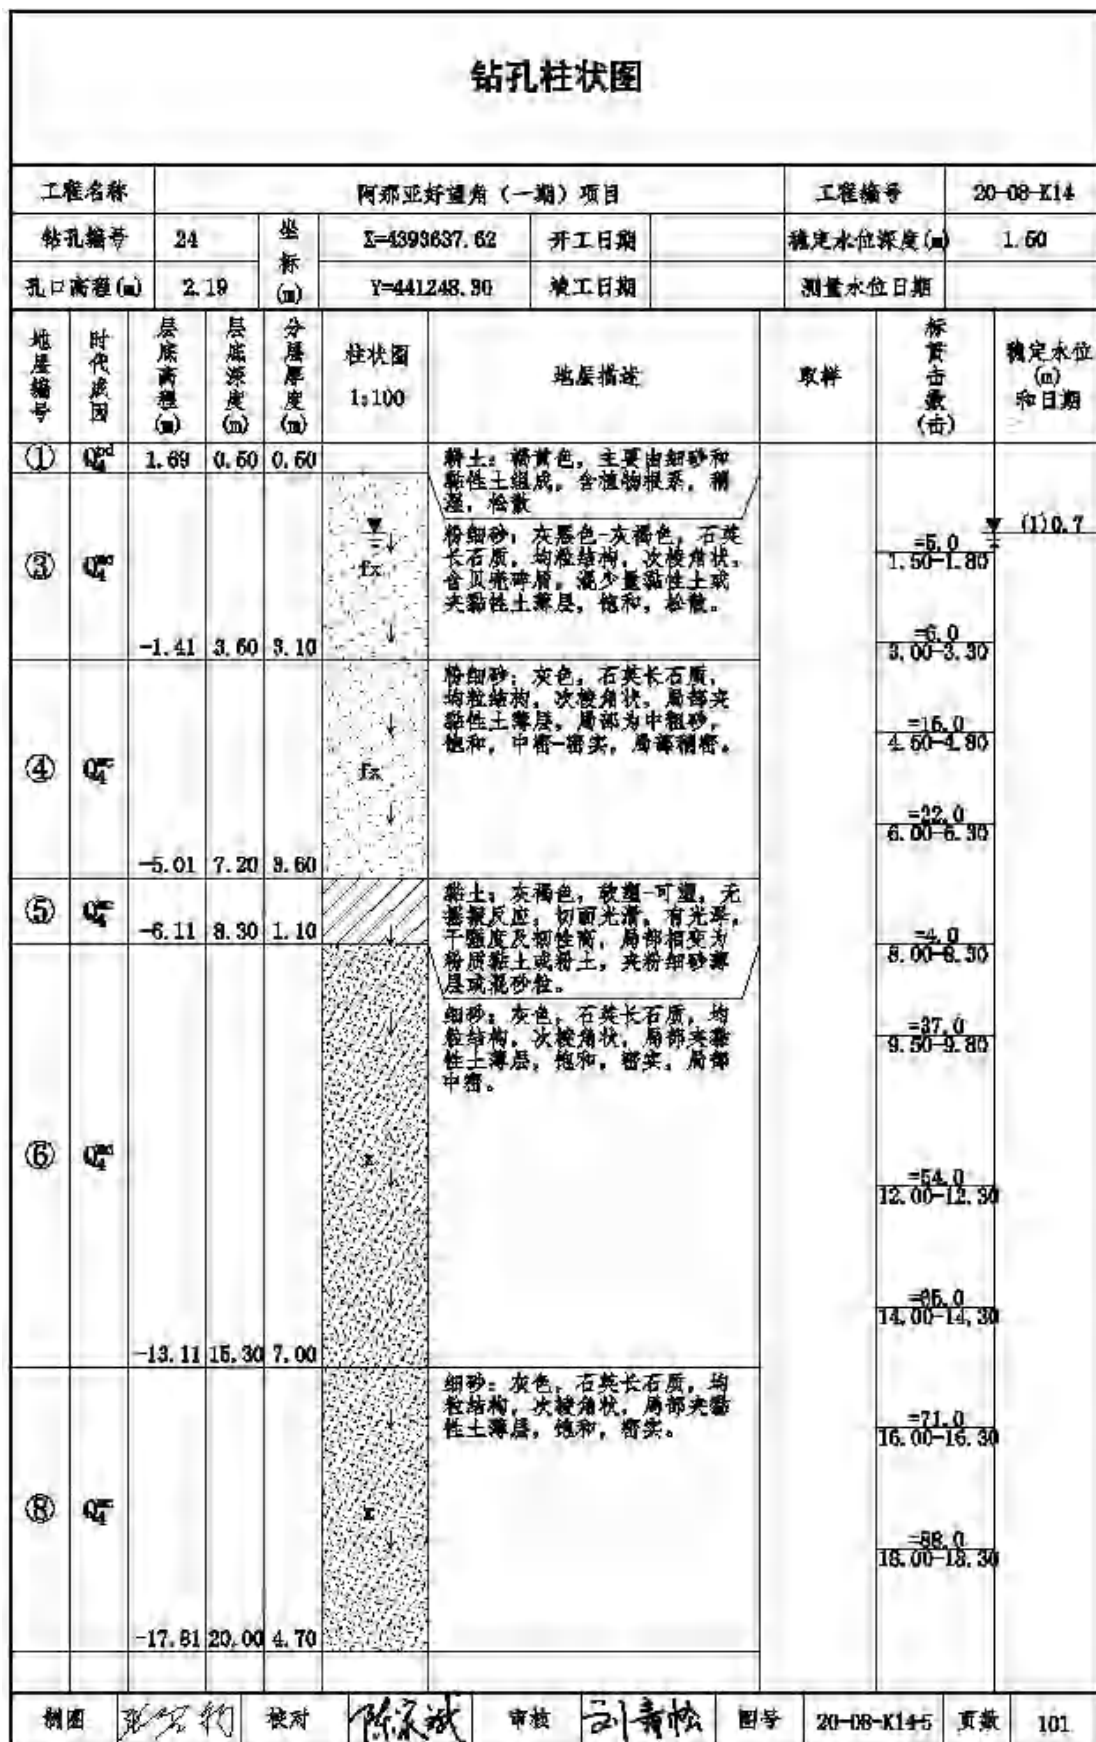 钻孔柱状图
工程名称 阿那亚好望角（一期）项目 工程编号 20-08-K14
钻孔编号 24 坐标(m) X=4393637.62 开工日期 稳定水位深度(m) 1.50
孔口高程(m) 2.19 Y=441248.30 竣工日期 测量水位日期
地层编号 时代成因 层底高程(m) 层底深度(m) 分层厚度(m) 柱状图 1:100 地层描述 取样 标贯击数(击) 稳定水位(m)和日期
① 1.69 0.50 0.50
粉土：褐黄色，主要由细砂和
黏性土组成，含植物根系，稍
湿，松散
(1)0.7
③ fx
粉细砂：灰黑色-灰褐色，石英
长石质，均粒结构，次棱角状，
含贝壳碎屑，混少量黏性土或
夹黏性土薄层，饱和，松散。
=5.0
1.50-1.80
=6.0
3.00-3.30
-1.41 3.60 3.10
④ fx
粉细砂：灰色，石英长石质，
均粒结构，次棱角状，局部夹
黏性土薄层，局部为中粗砂，
饱和，中密-密实，局部稍密。
=15.0
4.50-4.80
=22.0
6.00-6.30
-5.01 7.20 3.60
⑤ -6.11 8.30 1.10
黏土：灰褐色，软塑-可塑，无
摇振反应，切面光滑，有光泽，
干强度及韧性高，局部相变为
粉质黏土或粉土，夹粉细砂薄
层或混砂粒。
=4.0
8.00-8.30
⑥ x
细砂：灰色，石英长石质，均
粒结构，次棱角状，局部夹黏
性土薄层，饱和，密实，局部
中密。
=37.0
9.50-9.80
=54.0
12.00-12.30
14.00-14.30
-13.11 15.30 7.00
⑧ x
细砂：灰色，石英长石质，均
粒结构，次棱角状，局部夹黏
性土薄层，饱和，密实。
=71.0
16.00-16.30
=88.0
18.00-18.30
-17.81 20.00 4.70
制图 校对 审核 刘青松 图号 20-08-K14-5 页数 101